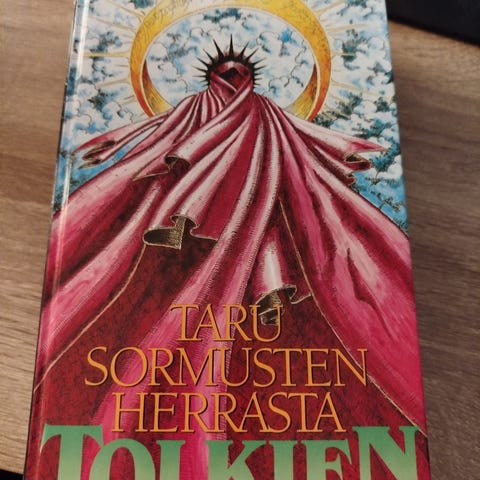 TARU
SORMUSTEN
HERRASTA
TOLKIEN